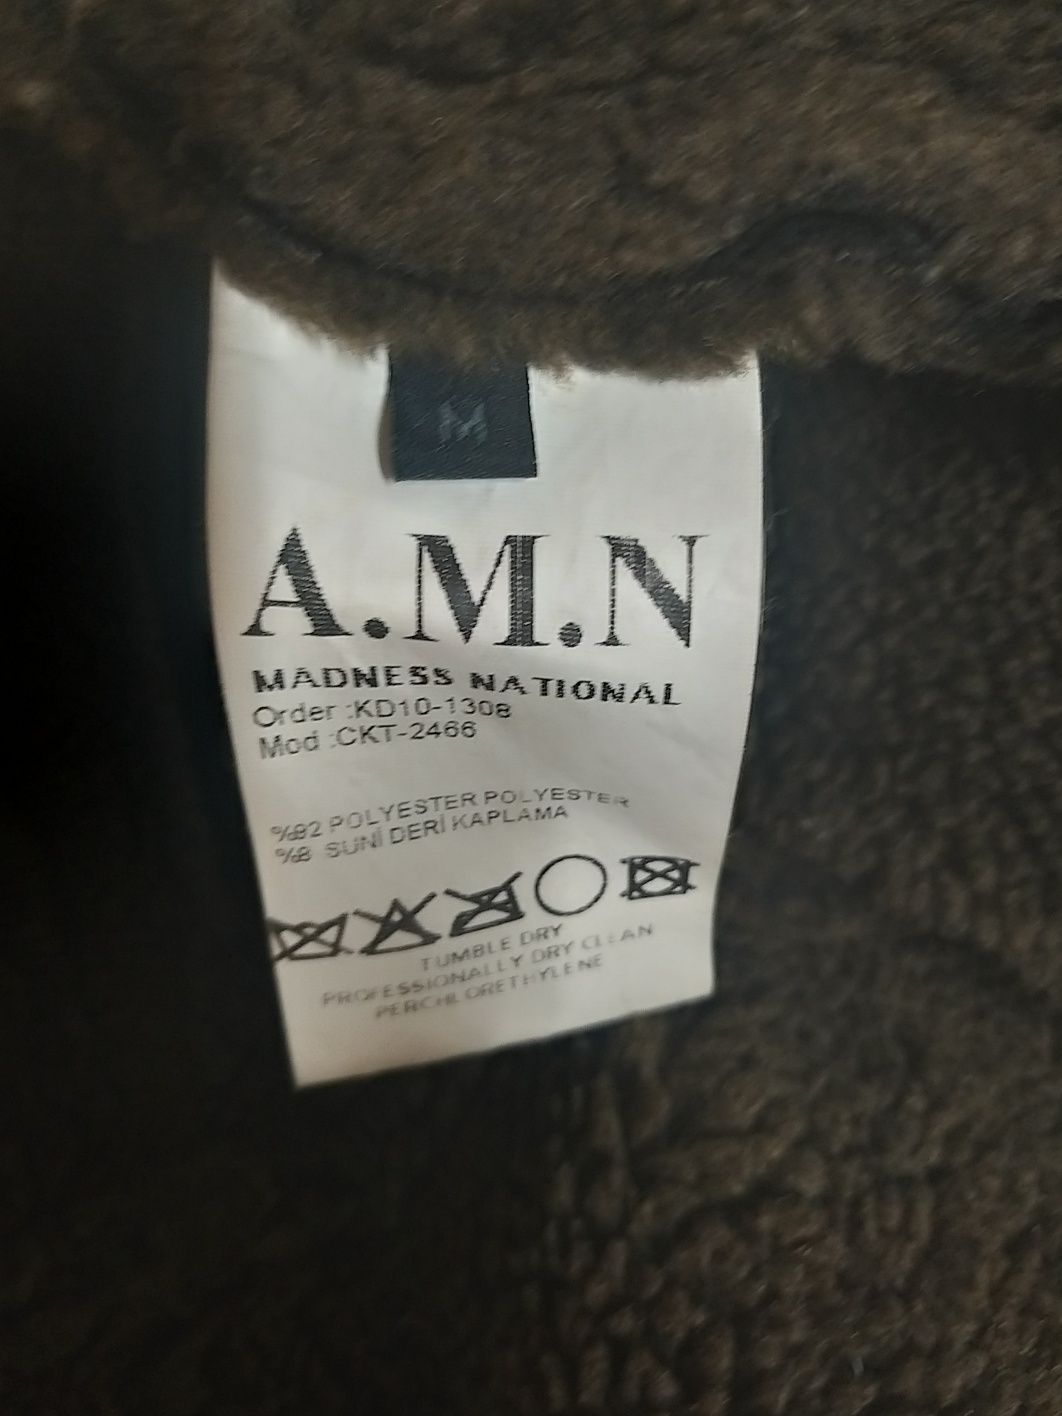 M
A.M.N
MADNESS NATIONAL
Order :KD10-1308
Mod :CKT-2466
%92 POLYESTER POLYESTER
%8 SUNİ DERİ KAPLAMA
TUMBLE DRY
PROFESSIONALLY DRY CLEAN
PERCHLORETHYLENE